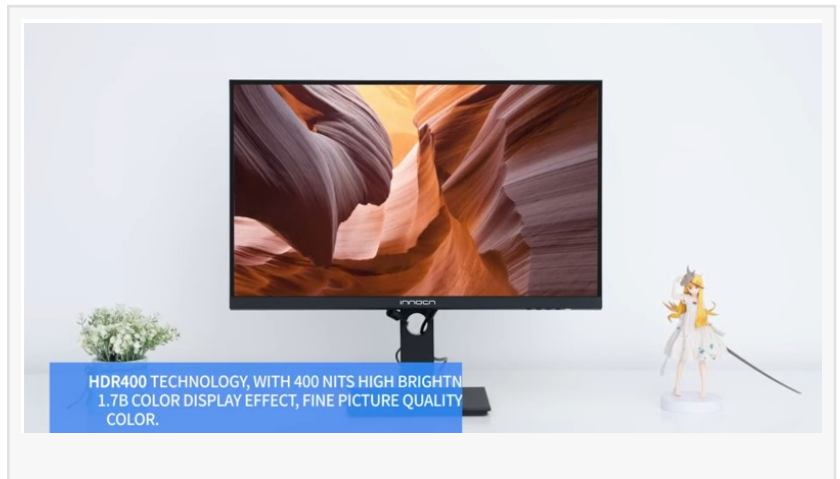 INNOCN
HDR400 TECHNOLOGY, WITH 400 NITS HIGH BRIGHTN
1.7B COLOR DISPLAY EFFECT, FINE PICTURE QUALITY
COLOR.